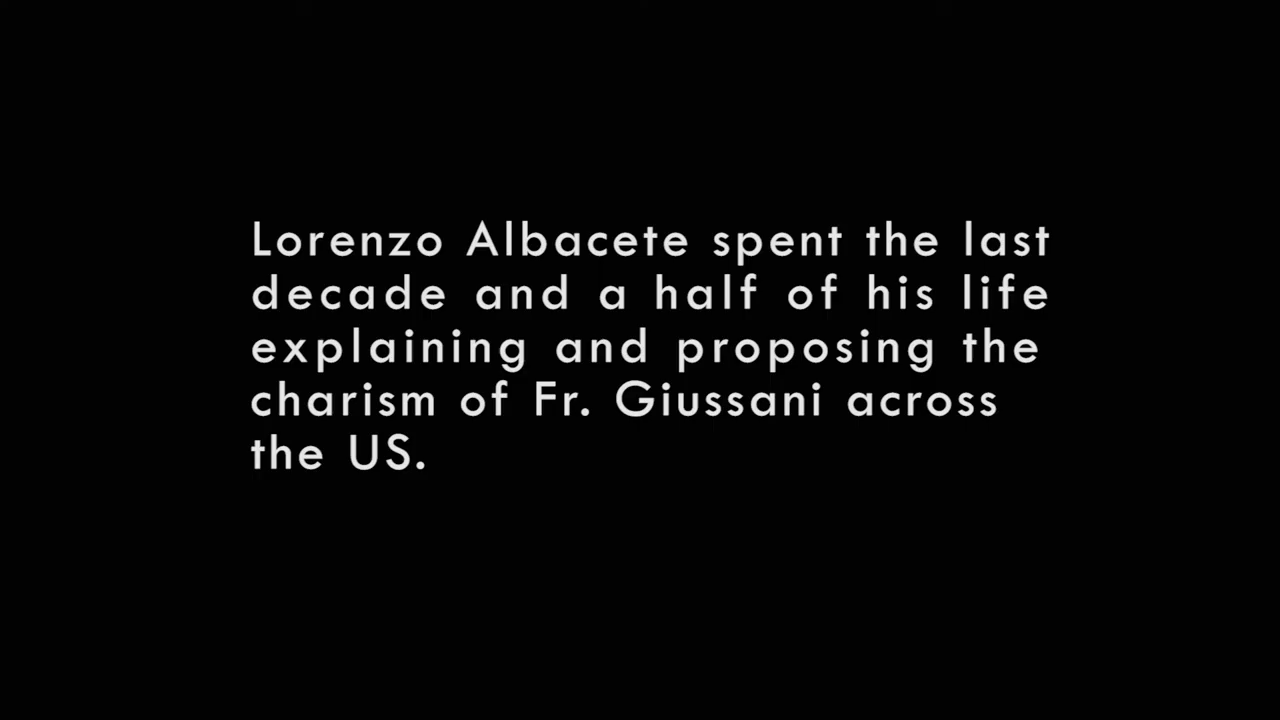 Lorenzo Albacete spent the last
decade and a half of his life
explaining and proposing the
charism of Fr. Giussani across
the US.